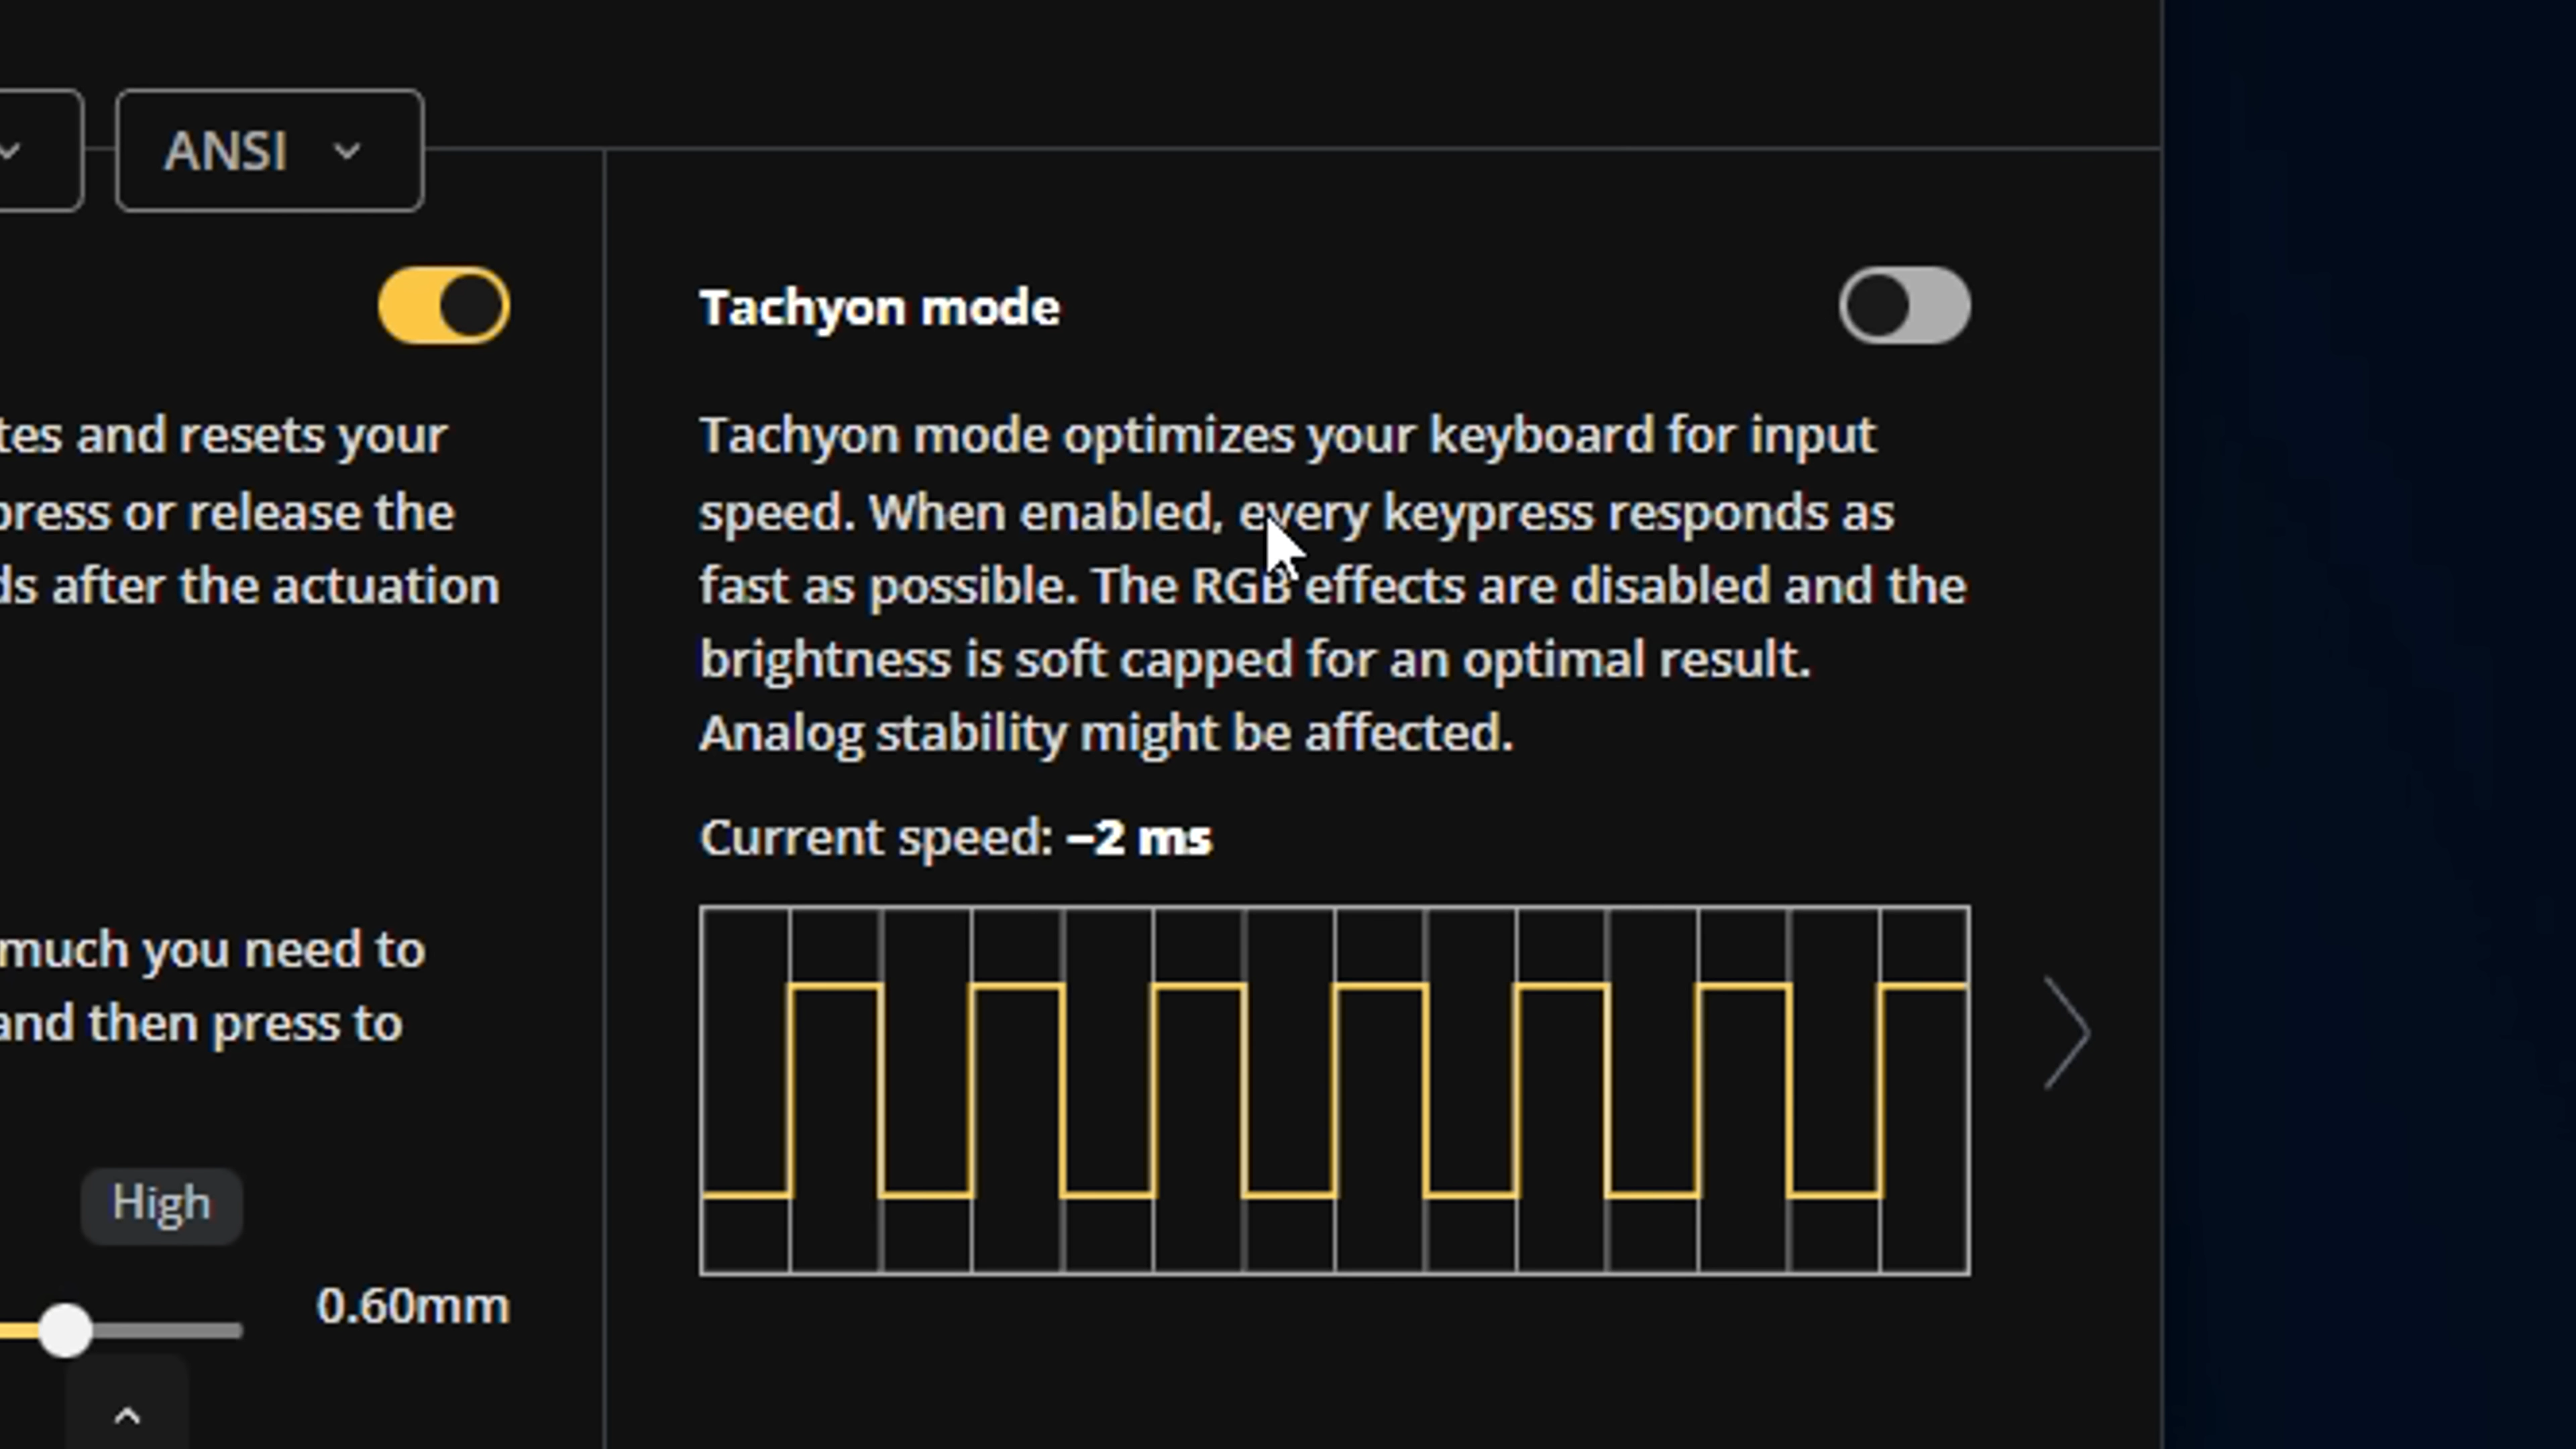 ANSI
tes and resets your
press or release the
ds after the actuation
much you need to
and then press to
High
0.60mm
Tachyon mode
Tachyon mode optimizes your keyboard for input
speed. When enabled, every keypress responds as
fast as possible. The RGB effects are disabled and the
brightness is soft capped for an optimal result.
Analog stability might be affected.
Current speed: ~2 ms